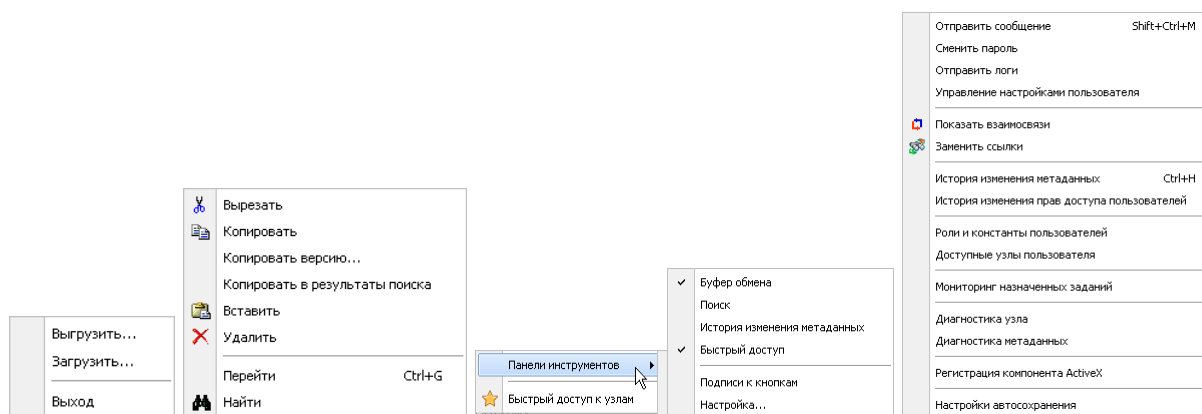 Выгрузить...
Загрузить...
Выход
Вырезать
Копировать
Копировать версию...
Копировать в результаты поиска
Вставить
Удалить
Перейти Ctrl+G
Найти
Панели инструментов
Быстрый доступ к узлам
Буфер обмена
Поиск
История изменения метаданных
Быстрый доступ
Подписи к кнопкам
Настройка...
Отправить сообщение Shift+Ctrl+M
Сменить пароль
Отправить логи
Управление настройками пользователя
Показать взаимосвязи
Заменить ссылки
История изменения метаданных Ctrl+H
История изменения прав доступа пользователей
Роли и константы пользователей
Доступные узлы пользователя
Мониторинг назначенных заданий
Диагностика узла
Диагностика метаданных
Регистрация компонента ActiveX
Настройки автосохранения